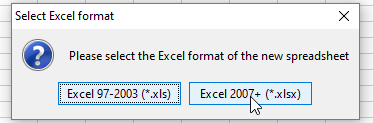 Select Excel format
Please select the Excel format of the new spreadsheet
Excel 97-2003 (*.xls) Excel 2007+ (*.xlsx)